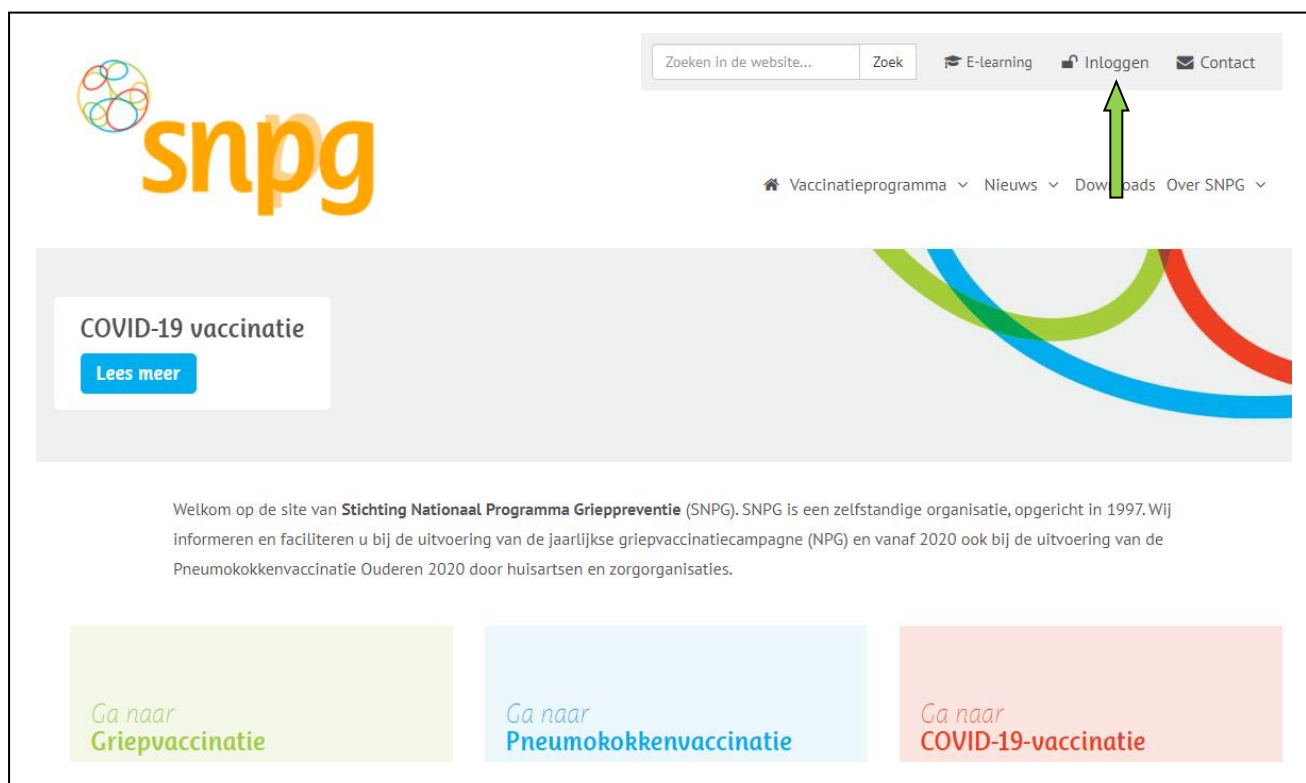 Zoeken in de website... Zoek E-learning Inloggen Contact
snpg
Vaccinatieprogramma Nieuws Downloads Over SNPG
COVID-19 vaccinatie
Lees meer
Welkom op de site van Stichting Nationaal Programma Grieppreventie (SNPG). SNPG is een zelfstandige organisatie, opgericht in 1997. Wij
informeren en faciliteren u bij de uitvoering van de jaarlijkse griepvaccinatiecampagne (NPG) en vanaf 2020 ook bij de uitvoering van de
Pneumokokkenvaccinatie Ouderen 2020 door huisartsen en zorgorganisaties.
Ga naar
Griepvaccinatie
Ga naar
Pneumokokkenvaccinatie
Ga naar
COVID-19-vaccinatie